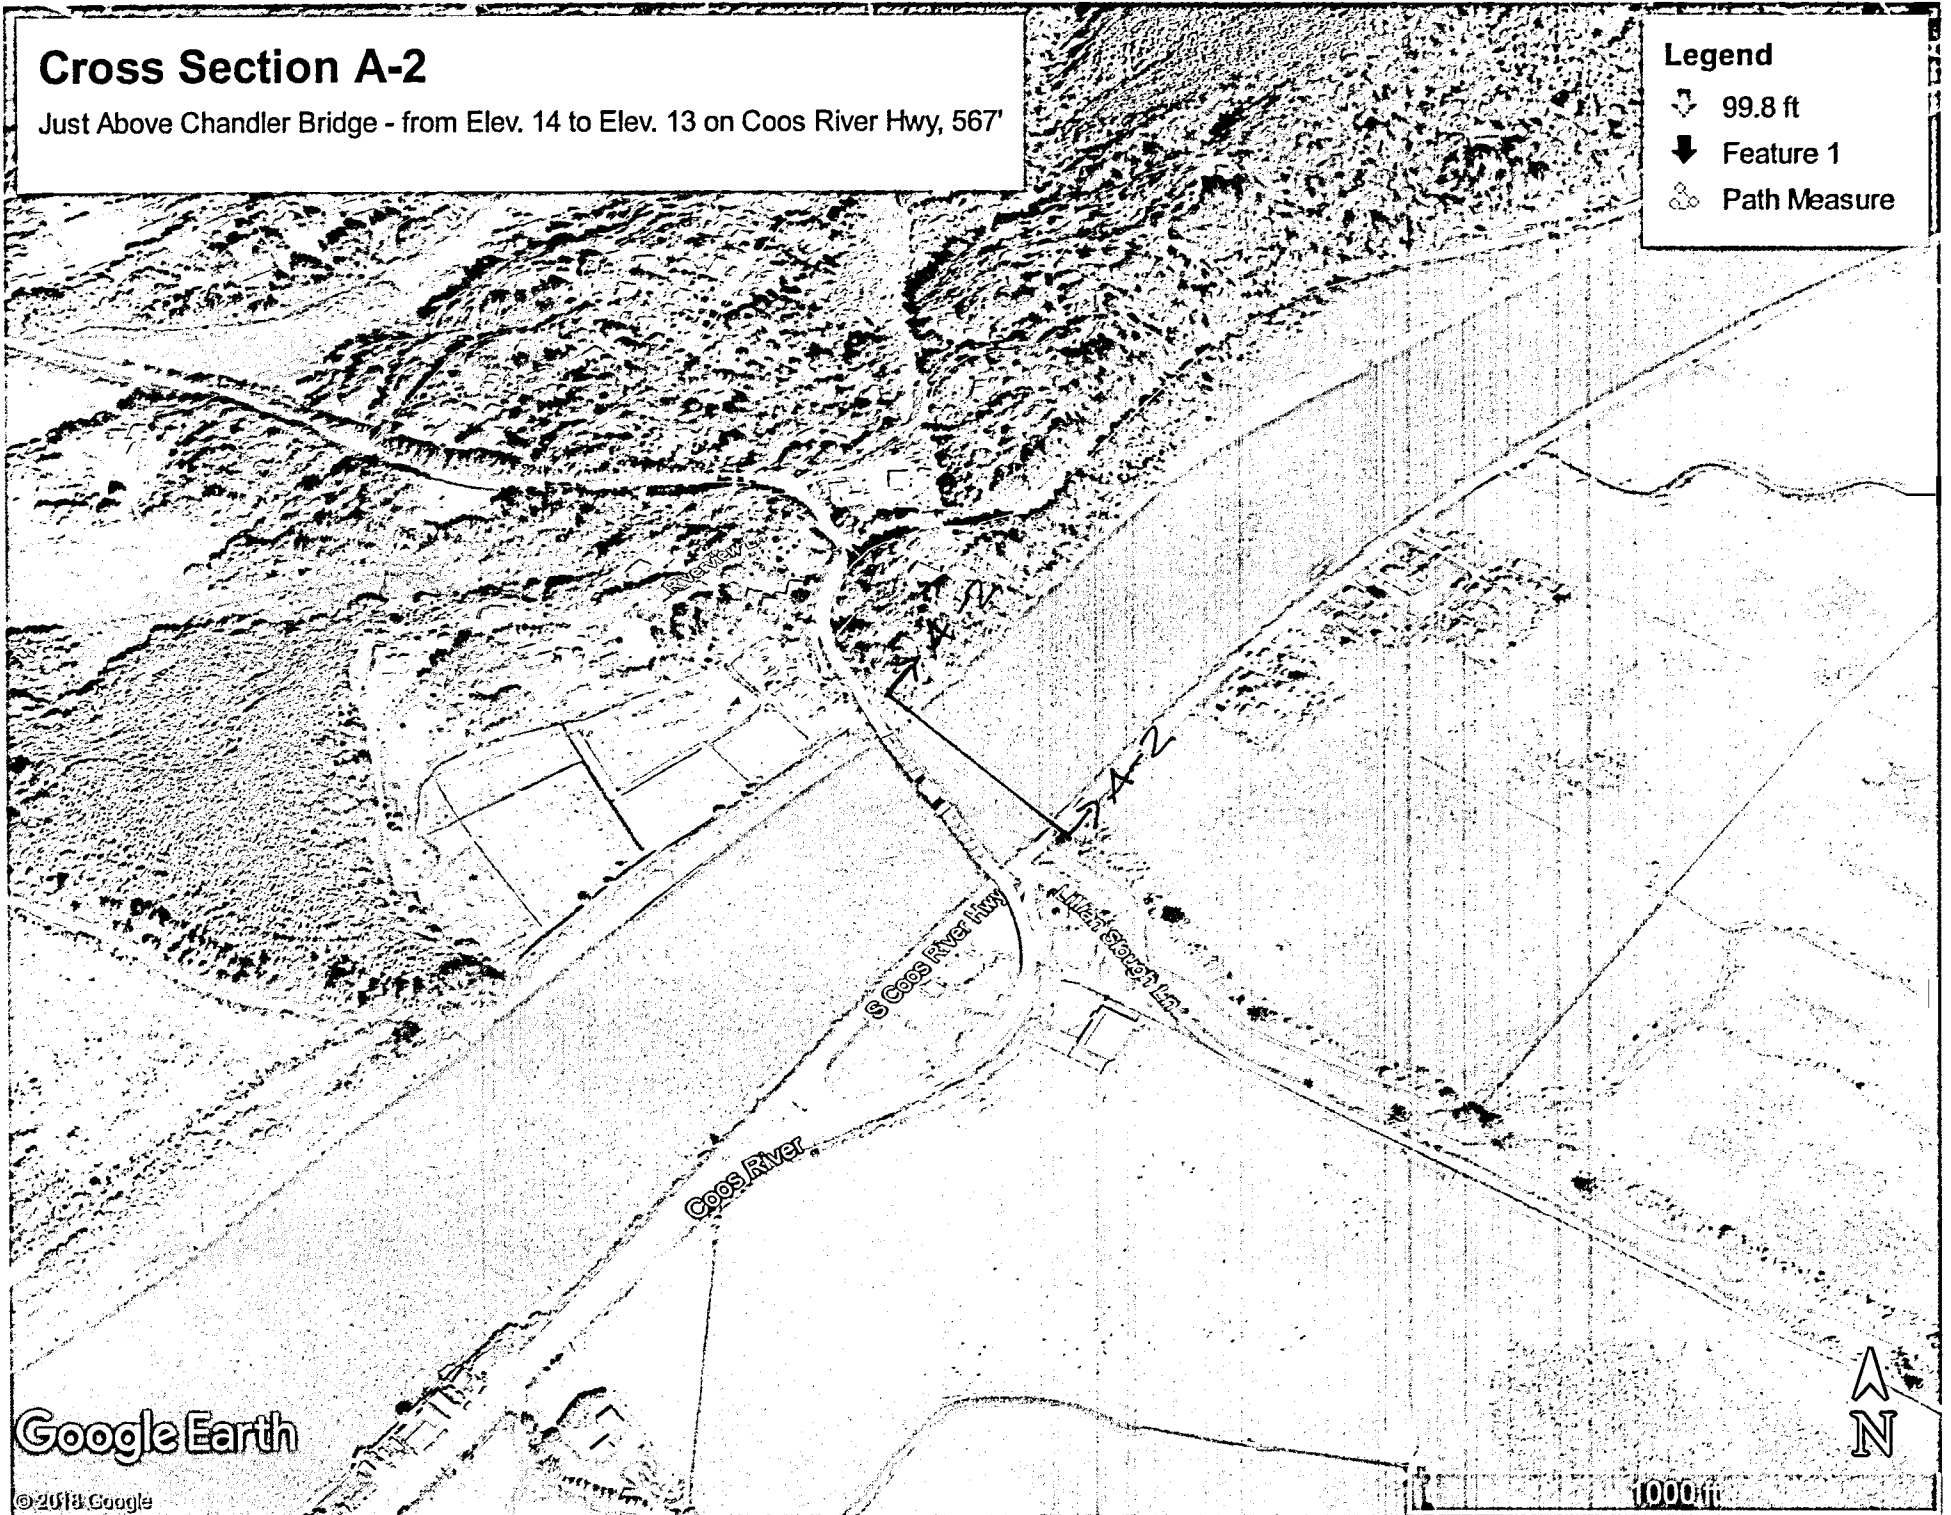 Cross Section A-2
Just Above Chandler Bridge - from Elev. 14 to Elev. 13 on Coos River Hwy, 567'
Legend
99.8 ft
Feature 1
Path Measure
Riverview
A-2
A-2
S Coos River Hwy
Lillian Slough Ln
Coos River
Google Earth
N
© 2018 Google
1000 ft